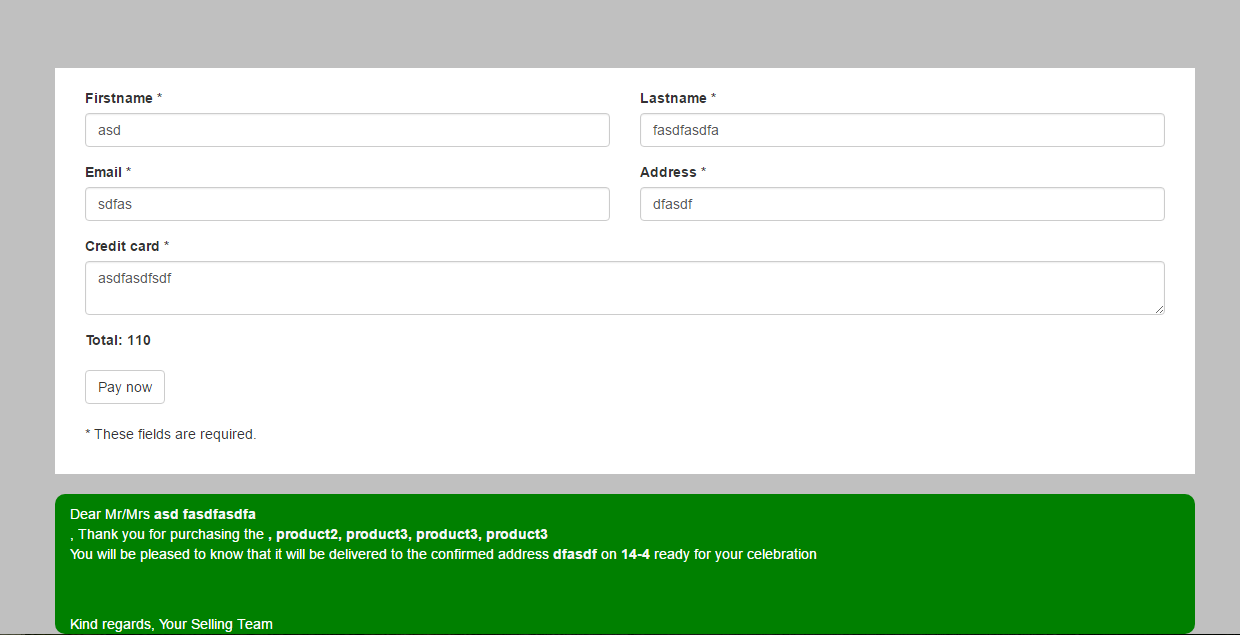 Firstname * Lastname *
asd fasdfasdfa
Email * Address *
sdfas dfasdf
Credit card *
asdfasdfsdf
Total: 110
Pay now
* These fields are required.
Dear Mr/Mrs asd fasdfasdfa
, Thank you for purchasing the , product2, product3, product3, product3
You will be pleased to know that it will be delivered to the confirmed address dfasdf on 14-4 ready for your celebration
Kind regards, Your Selling Team